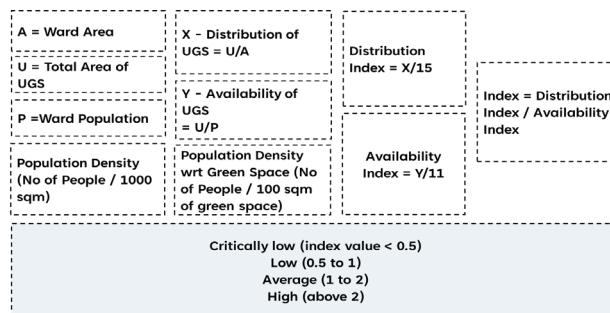 A = Ward Area
U = Total Area of
UGS
P =Ward Population
Population Density
(No of People / 1000
sqm)
X - Distribution of
UGS = U/A
Y - Availability of
UGS
= U/P
Population Density
wrt Green Space (No
of People / 100 sqm
of green space)
Distribution
Index = X/15
Availability
Index = Y/11
Index = Distribution
Index / Availability
Index
Critically low (index value < 0.5)
Low (0.5 to 1)
Average (1 to 2)
High (above 2)